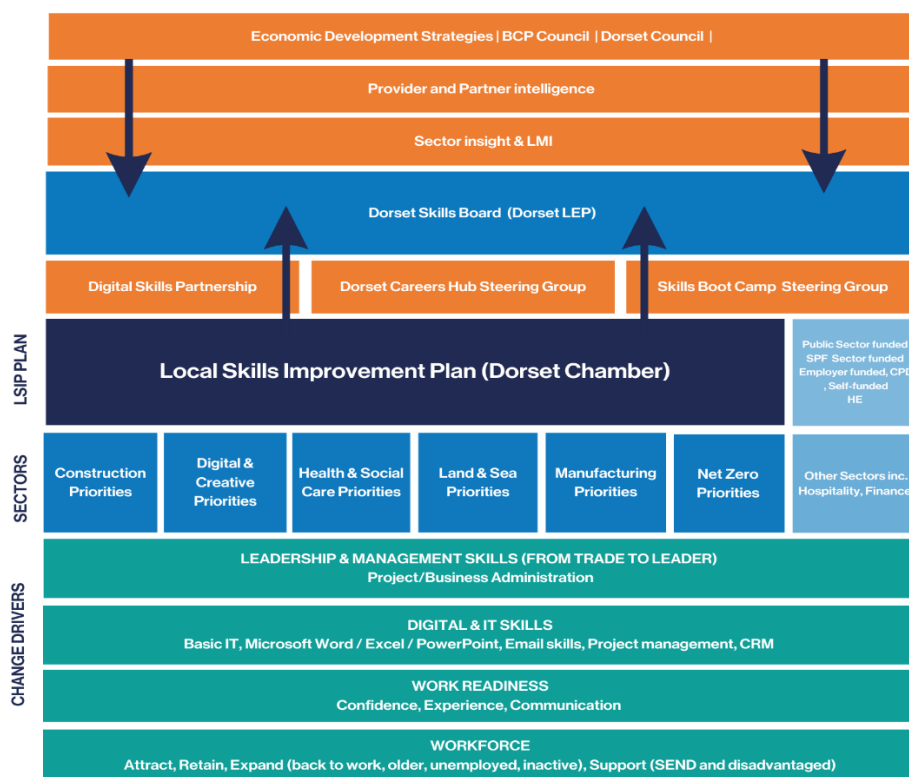 Economic Development Strategies | BCP Council | Dorset Council |
Provider and Partner intelligence
Sector insight & LMI
Dorset Skills Board (Dorset LEP)
Digital Skills Partnership
Dorset Careers Hub Steering Group
Skills Boot Camp Steering Group
LSIP PLAN
Local Skills Improvement Plan (Dorset Chamber)
Public Sector funded
SPF Sector funded
Employer funded, CPD
, Self-funded
HE
SECTORS
Construction
Priorities
Digital &
Creative
Priorities
Health & Social
Care Priorities
Land & Sea
Priorities
Manufacturing
Priorities
Net Zero
Priorities
Other Sectors inc.
Hospitality, Finance
CHANGE DRIVERS
LEADERSHIP & MANAGEMENT SKILLS (FROM TRADE TO LEADER)
Project/Business Administration
DIGITAL & IT SKILLS
Basic IT, Microsoft Word / Excel / PowerPoint, Email skills, Project management, CRM
WORK READINESS
Confidence, Experience, Communication
WORKFORCE
Attract, Retain, Expand (back to work, older, unemployed, inactive), Support (SEND and disadvantaged)